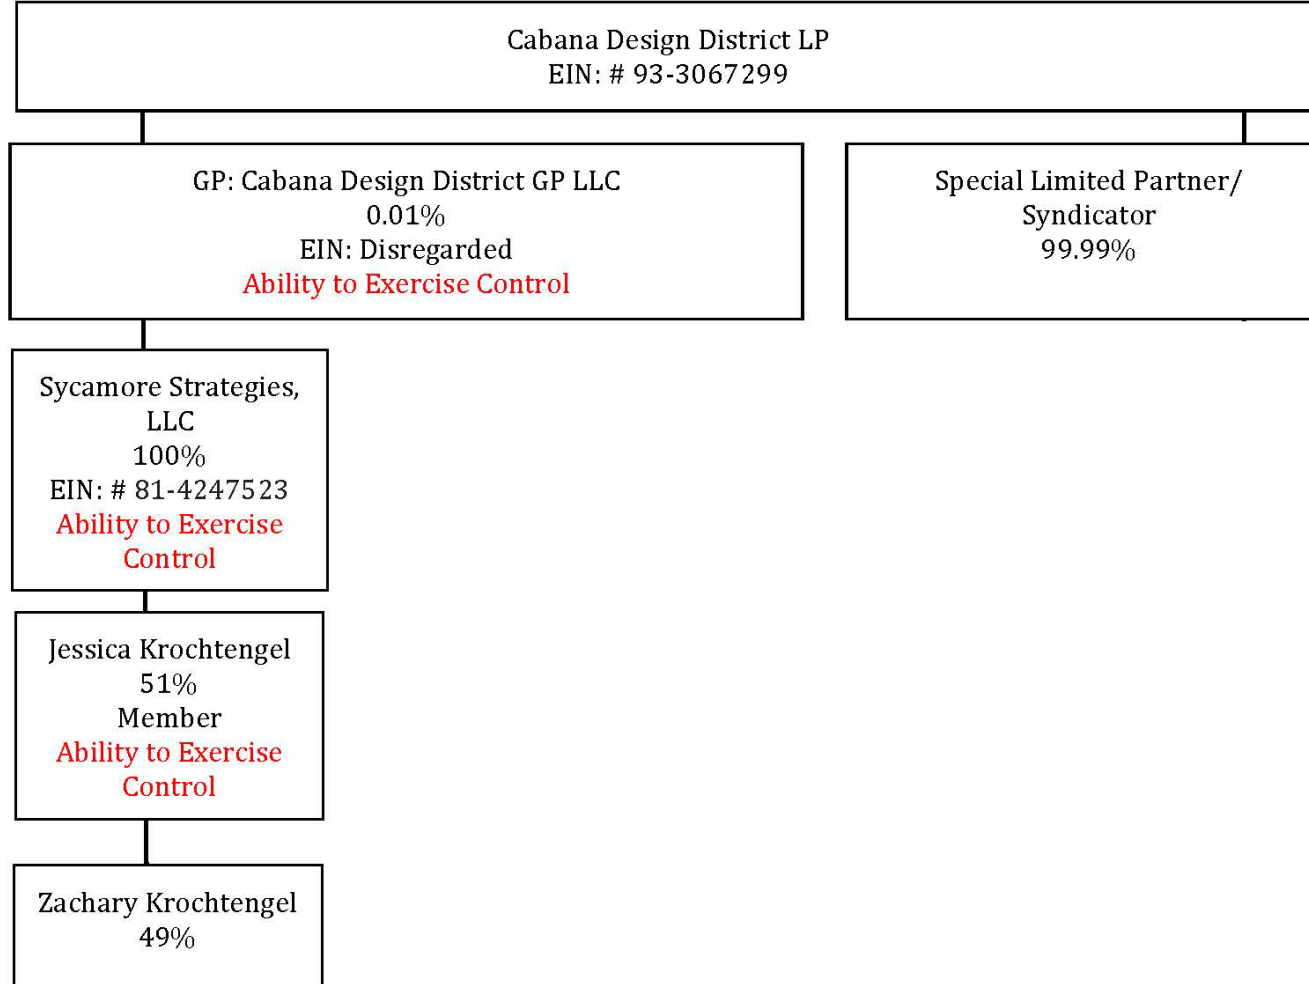 Cabana Design District LP
EIN: # 93-3067299
GP: Cabana Design District GP LLC
0.01%
EIN: Disregarded
Ability to Exercise Control
Special Limited Partner/
Syndicator
99.99%
Sycamore Strategies,
LLC
100%
EIN: # 81-4247523
Ability to Exercise
Control
Jessica Krochtengel
51%
Member
Ability to Exercise
Control
Zachary Krochtengel
49%